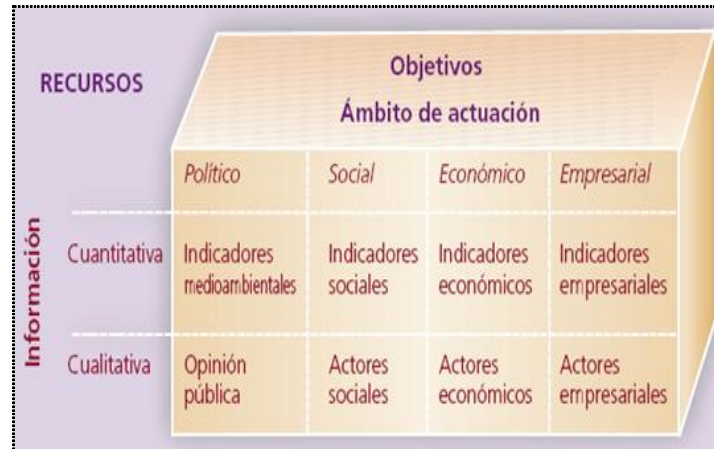 RECURSOS
Objetivos
Ámbito de actuación
Político Social Económico Empresarial
Información
Cuantitativa Indicadores medioambientales Indicadores sociales Indicadores económicos Indicadores empresariales
Cualitativa Opinión pública Actores sociales Actores económicos Actores empresariales